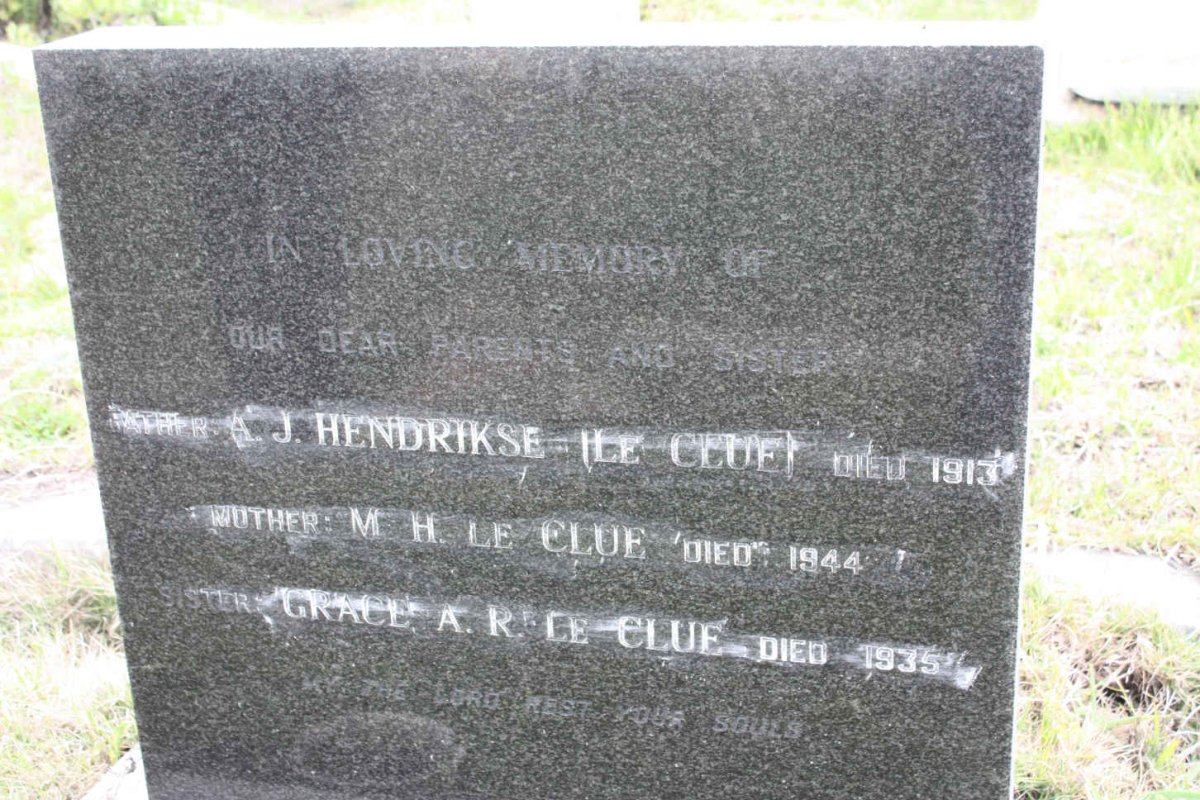 IN LOVING MEMORY OF
OUR DEAR PARENTS AND SISTER
FATHER: A. J. HENDRIKSE (LE CLUE) DIED 1913
MOTHER: M. H. LE CLUE DIED 1944
SISTER: GRACE A. R. LE CLUE DIED 1935
MAY THE LORD REST YOUR SOULS